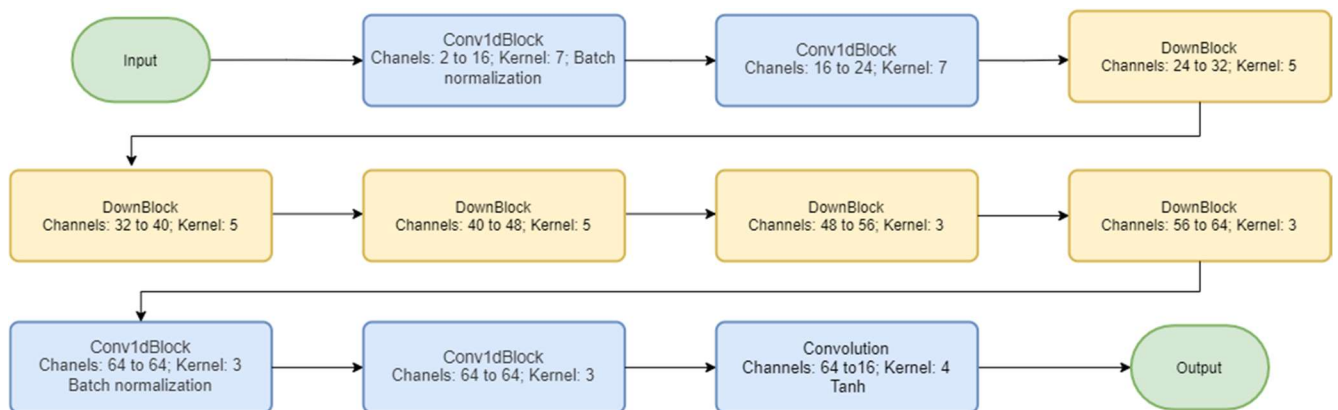 Input
Conv1dBlock
Chanels: 2 to 16; Kernel: 7; Batch
normalization
Conv1dBlock
Chanels: 16 to 24; Kernel: 7
DownBlock
Channels: 24 to 32; Kernel: 5
DownBlock
Channels: 32 to 40; Kernel: 5
DownBlock
Channels: 40 to 48; Kernel: 5
DownBlock
Channels: 48 to 56; Kernel: 3
DownBlock
Channels: 56 to 64; Kernel: 3
Conv1dBlock
Chanels: 64 to 64; Kernel: 3
Batch normalization
Conv1dBlock
Chanels: 64 to 64; Kernel: 3
Convolution
Channels: 64 to16; Kernel: 4
Tanh
Output